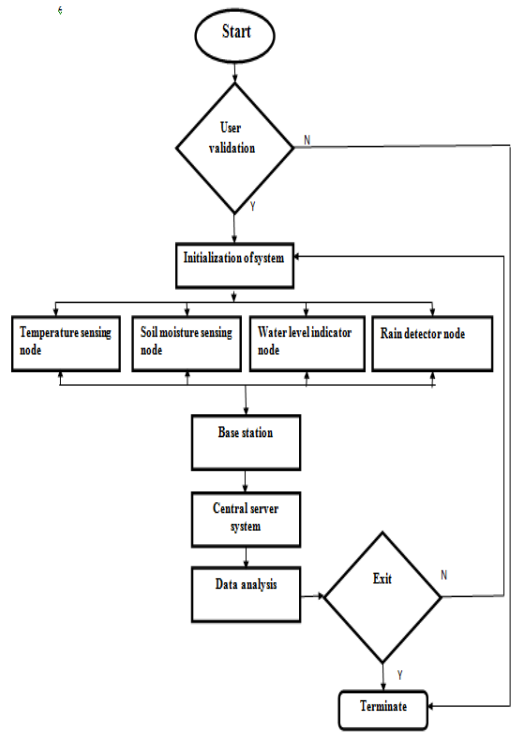 Start
User
validation
N
Y
Initialization of system
Temperature sensing
node
Soil moisture sensing
node
Water level indicator
node
Rain detector node
Base station
Central server
system
Data analysis
Exit
N
Y
Terminate